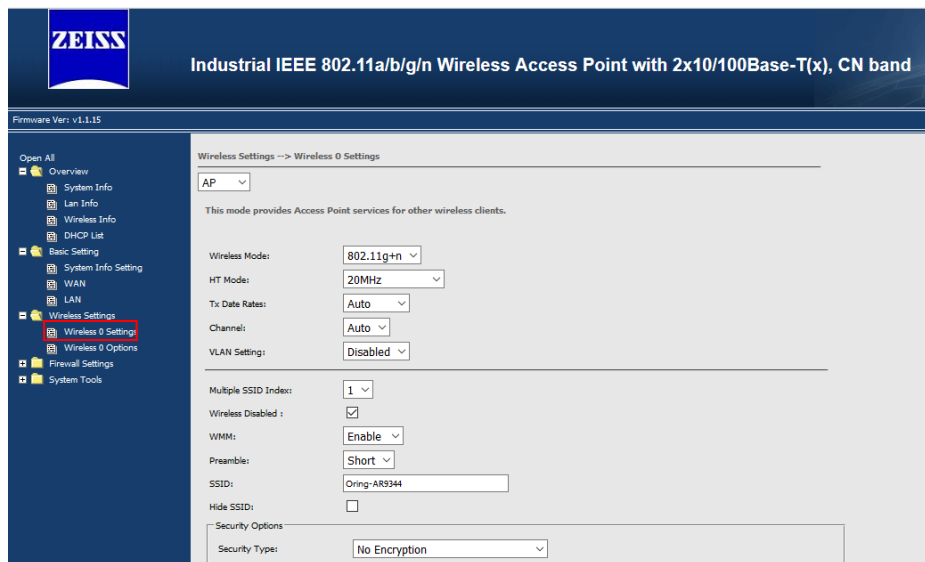 ZEISS
Industrial IEEE 802.11a/b/g/n Wireless Access Point with 2x10/100Base-T(x), CN band
Firmware Ver: v1.1.15
Open All
Overview
System Info
Lan Info
Wireless Info
DHCP List
Basic Setting
System Info Setting
WAN
LAN
Wireless Settings
Wireless 0 Settings
Wireless 0 Options
Firewall Settings
System Tools
Wireless Settings --> Wireless 0 Settings
AP
This mode provides Access Point services for other wireless clients.
Wireless Mode: 802.11g+n
HT Mode: 20MHz
Tx Date Rates: Auto
Channel: Auto
VLAN Setting: Disabled
Multiple SSID Index: 1
Wireless Disabled :
WMM: Enable
Preamble: Short
SSID: Oring-AR9344
Hide SSID:
Security Options
Security Type: No Encryption